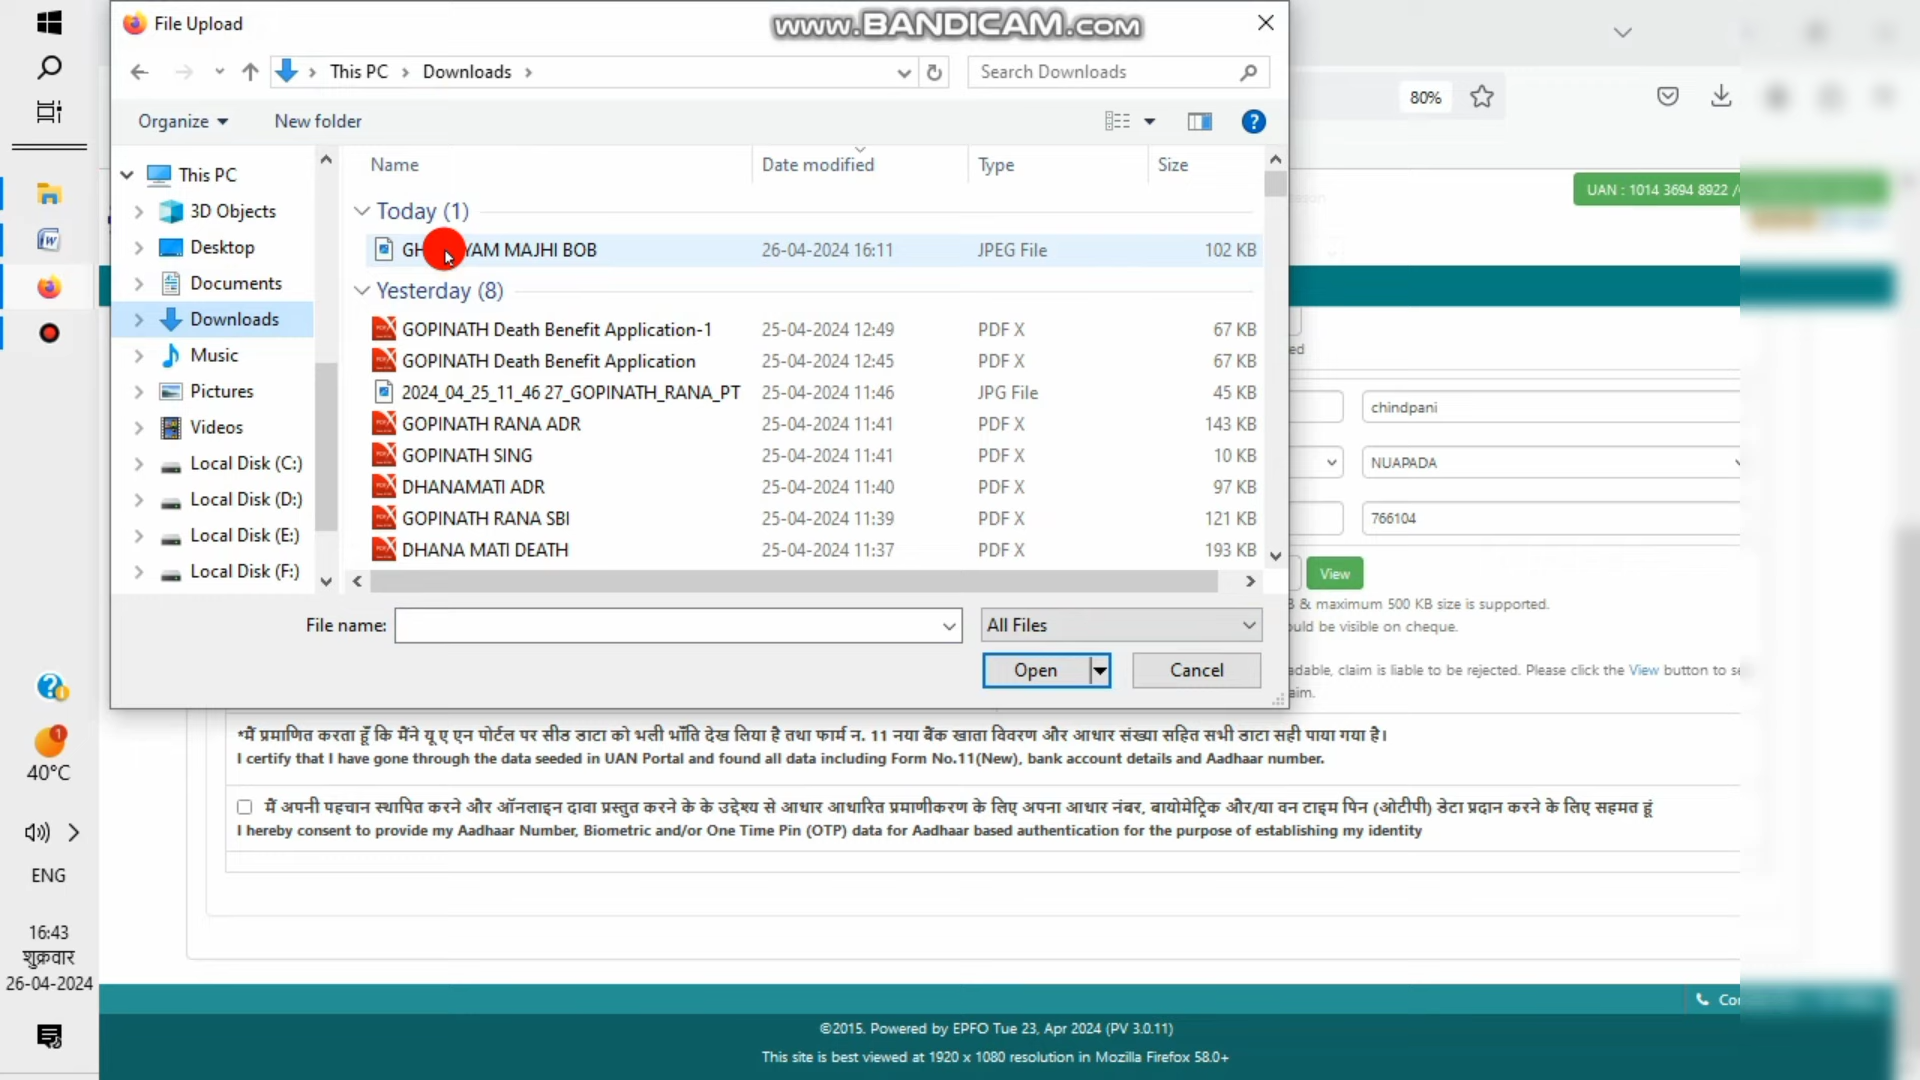 File Upload
www.BANDICAM.com
This PC > Downloads >
Search Downloads
Organize
New folder
Name
Date modified
Type
Size
This PC
3D Objects
Desktop
Documents
Downloads
Music
Pictures
Videos
Local Disk (C:)
Local Disk (D:)
Local Disk (E:)
Local Disk (F:)
Today (1)
YAM MAJHI BOB 26-04-2024 16:11 JPEG File 102 KB
Yesterday (8)
GOPINATH Death Benefit Application-1 25-04-2024 12:49 PDF X 67 KB
GOPINATH Death Benefit Application 25-04-2024 12:45 PDF X 67 KB
2024_04_25_11_46 27_GOPINATH_RANA_PT 25-04-2024 11:46 JPG File 45 KB
GOPINATH RANA ADR 25-04-2024 11:41 PDF X 143 KB
GOPINATH SING 25-04-2024 11:41 PDF X 10 KB
DHANAMATI ADR 25-04-2024 11:40 PDF X 97 KB
GOPINATH RANA SBI 25-04-2024 11:39 PDF X 121 KB
DHANA MATI DEATH 25-04-2024 11:37 PDF X 193 KB
File name:
All Files
Open
Cancel
80%
UAN : 1014 3694 8922 /
ed
chindpani
NUAPADA
766104
View
& maximum 500 KB size is supported.
uld be visible on cheque.
adable, claim is liable to be rejected. Please click the View button to se
aim.
*मैं प्रमाणित करता हूँ कि मैंने यू ए एन पोर्टल पर सीड डाटा को भली भाँति देख लिया है तथा फार्म न. 11 नया बैंक खाता विवरण और आधार संख्या सहित सभी डाटा सही पाया गया है।
I certify that I have gone through the data seeded in UAN Portal and found all data including Form No.11(New), bank account details and Aadhaar number.
मैं अपनी पहचान स्थापित करने और ऑनलाइन दावा प्रस्तुत करने के के उद्देश्य से आधार आधारित प्रमाणीकरण के लिए अपना आधार नंबर, बायोमेट्रिक और/या वन टाइम पिन (ओटीपी) डेटा प्रदान करने के लिए सहमत हूं
I hereby consent to provide my Aadhaar Number, Biometric and/or One Time Pin (OTP) data for Aadhaar based authentication for the purpose of establishing my identity
©2015. Powered by EPFO Tue 23, Apr 2024 (PV 3.0.11)
This site is best viewed at 1920 x 1080 resolution in Mozilla Firefox 58.0+
1
40°C
ENG
16:43
शुक्रवार
26-04-2024